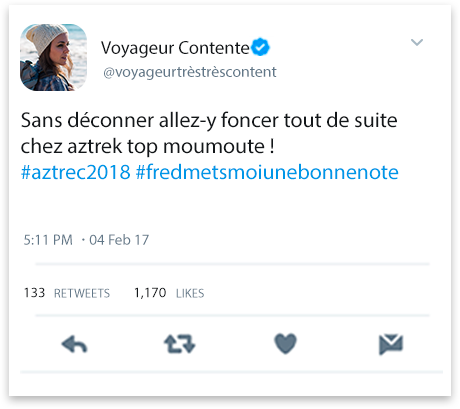 Voyageur Contente
@voyageurtrèstrèscontent
Sans déconner allez-y foncer tout de suite
chez aztrek top moumoute !
#aztrec2018 #fredmetsmoiunebonnenote
5:11 PM · 04 Feb 17
133 RETWEETS 1,170 LIKES